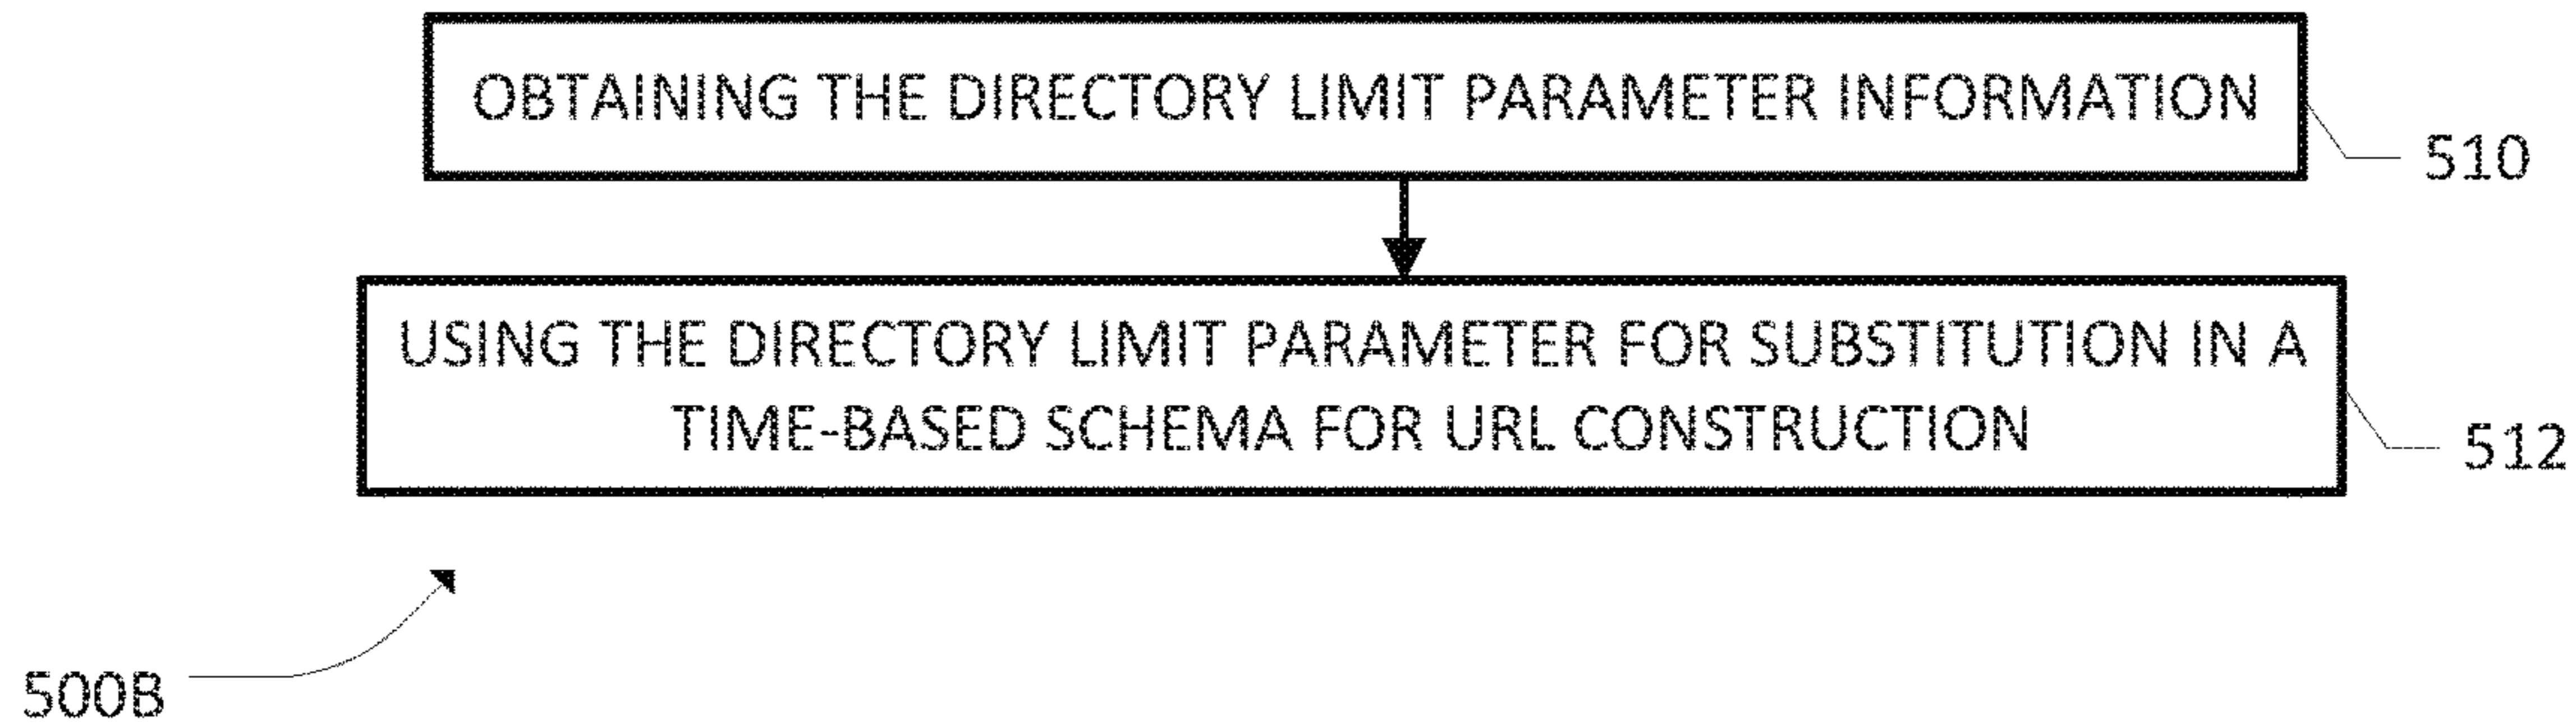 OBTAINING THE DIRECTORY LIMIT PARAMETER INFORMATION
510
USING THE DIRECTORY LIMIT PARAMETER FOR SUBSTITUTION IN A
TIME-BASED SCHEMA FOR URL CONSTRUCTION
512
500B